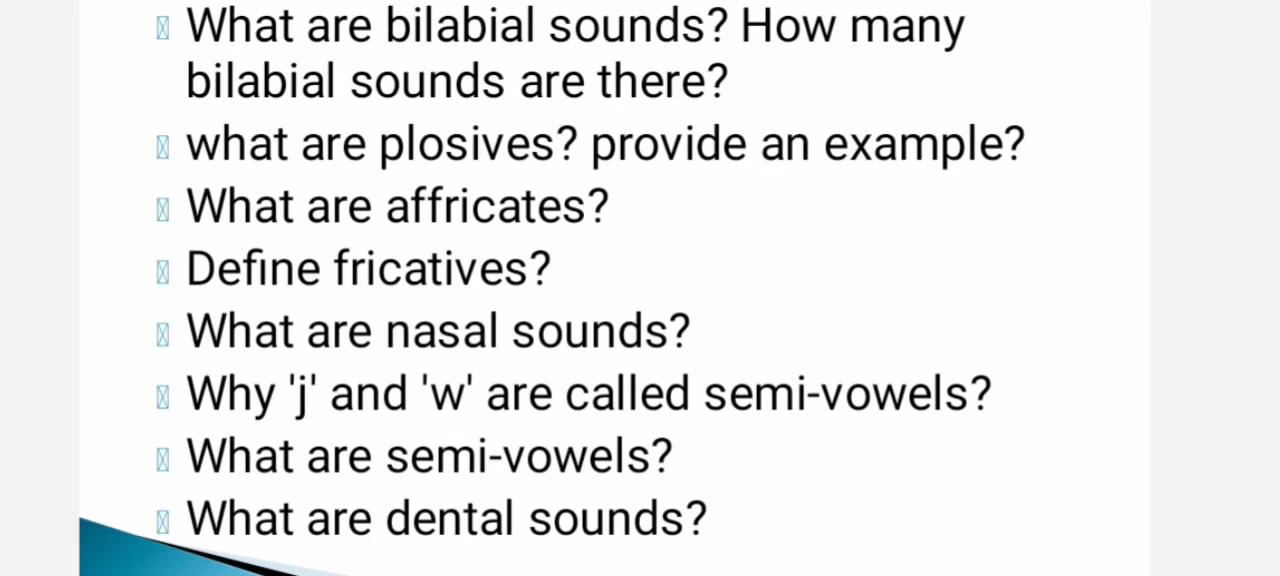 What are bilabial sounds? How many
bilabial sounds are there?
what are plosives? provide an example?
What are affricates?
Define fricatives?
What are nasal sounds?
Why 'j' and 'w' are called semi-vowels?
What are semi-vowels?
What are dental sounds?